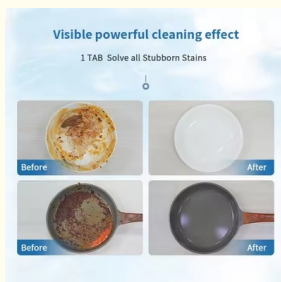 Visible powerful cleaning effect
1 TAB Solve all Stubborn Stains
Before
After
Before
After